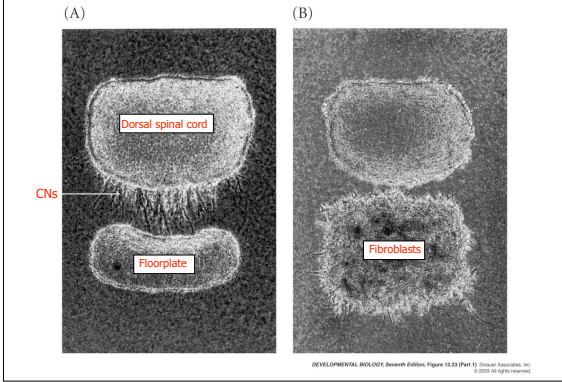 (A)
(B)
Dorsal spinal cord
CNs
Floorplate
Fibroblasts
DEVELOPMENTAL BIOLOGY, Seventh Edition, Figure 13.23 (Part 1) Sinauer Associates, Inc.
© 2003 All rights reserved.